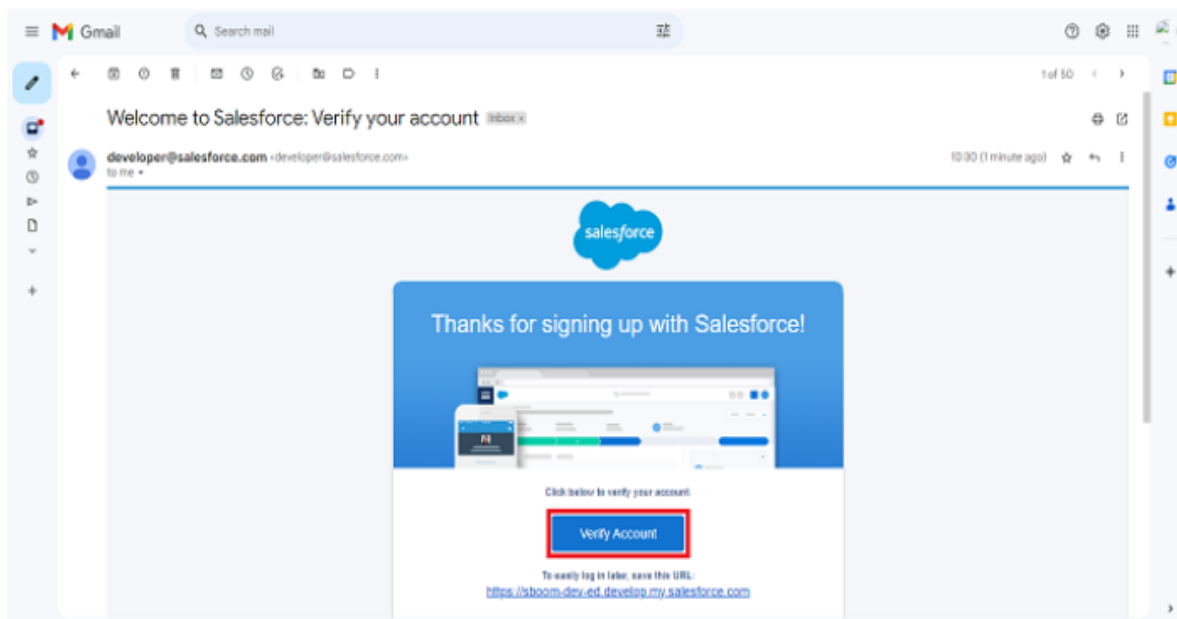 Gmail
Search mail
1 of 50
Welcome to Salesforce: Verify your account Inbox x
developer@salesforce.com <developer@salesforce.com>
10:30 (1 minute ago)
to me
salesforce
Thanks for signing up with Salesforce!
Click below to verify your account.
Verify Account
To easily log in later, save this URL:
https://sboom-dev-ed.develop.my.salesforce.com